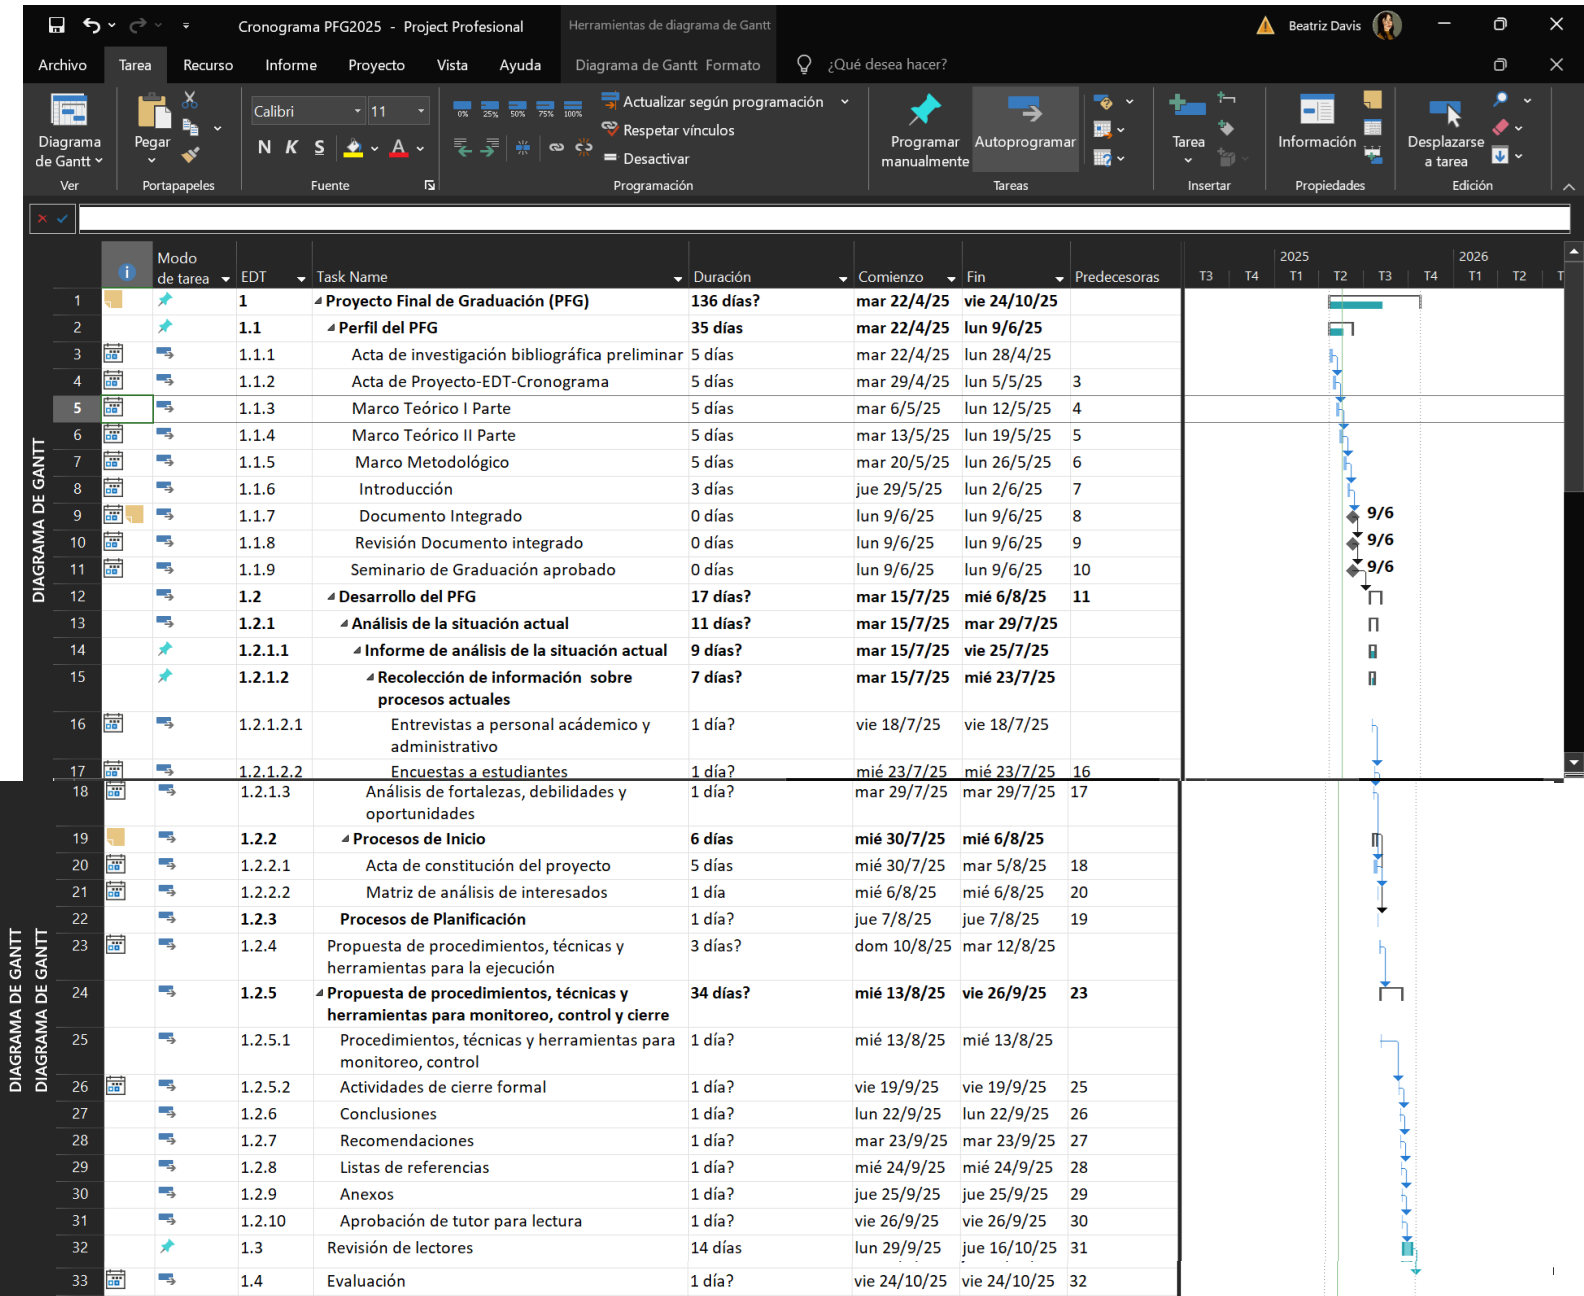 Cronograma PFG2025 - Project Profesional
Herramientas de diagrama de Gantt
Beatriz Davis
Archivo Tarea Recurso Informe Proyecto Vista Ayuda Diagrama de Gantt Formato ¿Qué desea hacer?
Diagrama de Gantt
Ver
Pegar
Portapapeles
Calibri 11
N K S A
Fuente
0% 25% 50% 75% 100%
Actualizar según programación
Respetar vínculos
Desactivar
Programación
Programar manualmente
Autoprogramar
Tareas
Tarea
Insertar
Información
Propiedades
Desplazarse a tarea
Edición
Modo de tarea EDT Task Name Duración Comienzo Fin Predecesoras
2025 2026
T3 T4 T1 T2 T3 T4 T1 T2 T
1 1 Proyecto Final de Graduación (PFG) 136 días? mar 22/4/25 vie 24/10/25
2 1.1 Perfil del PFG 35 días mar 22/4/25 lun 9/6/25
3 1.1.1 Acta de investigación bibliográfica preliminar 5 días mar 22/4/25 lun 28/4/25
4 1.1.2 Acta de Proyecto-EDT-Cronograma 5 días mar 29/4/25 lun 5/5/25 3
5 1.1.3 Marco Teórico I Parte 5 días mar 6/5/25 lun 12/5/25 4
6 1.1.4 Marco Teórico II Parte 5 días mar 13/5/25 lun 19/5/25 5
7 1.1.5 Marco Metodológico 5 días mar 20/5/25 lun 26/5/25 6
8 1.1.6 Introducción 3 días jue 29/5/25 lun 2/6/25 7
9 1.1.7 Documento Integrado 0 días lun 9/6/25 lun 9/6/25 8 9/6
10 1.1.8 Revisión Documento integrado 0 días lun 9/6/25 lun 9/6/25 9 9/6
11 1.1.9 Seminario de Graduación aprobado 0 días lun 9/6/25 lun 9/6/25 10 9/6
12 1.2 Desarrollo del PFG 17 días? mar 15/7/25 mié 6/8/25 11
13 1.2.1 Análisis de la situación actual 11 días? mar 15/7/25 mar 29/7/25
14 1.2.1.1 Informe de análisis de la situación actual 9 días? mar 15/7/25 vie 25/7/25
15 1.2.1.2 Recolección de información sobre procesos actuales 7 días? mar 15/7/25 mié 23/7/25
16 1.2.1.2.1 Entrevistas a personal acádemico y administrativo 1 día? vie 18/7/25 vie 18/7/25
17 1.2.1.2.2 Encuestas a estudiantes 1 día? mié 23/7/25 mié 23/7/25 16
18 1.2.1.3 Análisis de fortalezas, debilidades y oportunidades 1 día? mar 29/7/25 mar 29/7/25 17
19 1.2.2 Procesos de Inicio 6 días mié 30/7/25 mié 6/8/25
20 1.2.2.1 Acta de constitución del proyecto 5 días mié 30/7/25 mar 5/8/25 18
21 1.2.2.2 Matriz de análisis de interesados 1 día mié 6/8/25 mié 6/8/25 20
22 1.2.3 Procesos de Planificación 1 día? jue 7/8/25 jue 7/8/25 19
23 1.2.4 Propuesta de procedimientos, técnicas y herramientas para la ejecución 3 días? dom 10/8/25 mar 12/8/25
24 1.2.5 Propuesta de procedimientos, técnicas y herramientas para monitoreo, control y cierre 34 días? mié 13/8/25 vie 26/9/25 23
25 1.2.5.1 Procedimientos, técnicas y herramientas para monitoreo, control 1 día? mié 13/8/25 mié 13/8/25
26 1.2.5.2 Actividades de cierre formal 1 día? vie 19/9/25 vie 19/9/25 25
27 1.2.6 Conclusiones 1 día? lun 22/9/25 lun 22/9/25 26
28 1.2.7 Recomendaciones 1 día? mar 23/9/25 mar 23/9/25 27
29 1.2.8 Listas de referencias 1 día? mié 24/9/25 mié 24/9/25 28
30 1.2.9 Anexos 1 día? jue 25/9/25 jue 25/9/25 29
31 1.2.10 Aprobación de tutor para lectura 1 día? vie 26/9/25 vie 26/9/25 30
32 1.3 Revisión de lectores 14 días lun 29/9/25 jue 16/10/25 31
33 1.4 Evaluación 1 día? vie 24/10/25 vie 24/10/25 32
DIAGRAMA DE GANTT
DIAGRAMA DE GANTT
DIAGRAMA DE GANTT